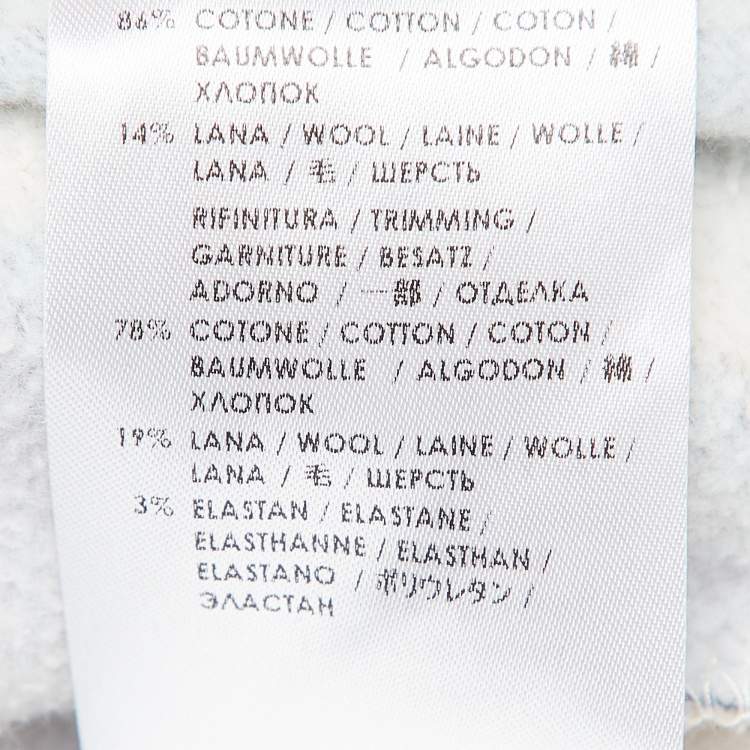 86% COTONE / COTTON / COTON /
BAUMWOLLE / ALGODON / 綿 /
ХЛОПОК
14% LANA / WOOL / LAINE / WOLLE /
LANA / 毛 / ШЕРСТЬ
RIFINITURA / TRIMMING /
GARNITURE / BESATZ /
ADORNO / 一部 / ОТДЕЛКА
78% COTONE / COTTON / COTON /
BAUMWOLLE / ALGODON / 綿 /
ХЛОПОК
19% LANA / WOOL / LAINE / WOLLE /
LANA / 毛 / ШЕРСТЬ
3% ELASTAN / ELASTANE /
ELASTHANNE / ELASTHAN /
ELASTANO / ポリウレタン /
ЭЛАСТАН